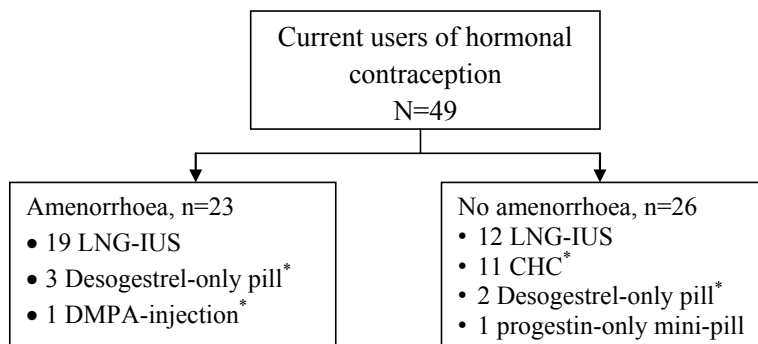 Current users of hormonal
contraception
N=49
Amenorrhoea, n=23
• 19 LNG-IUS
• 3 Desogestrel-only pill*
• 1 DMPA-injection*
No amenorrhoea, n=26
• 12 LNG-IUS
• 11 CHC*
• 2 Desogestrel-only pill*
• 1 progestin-only mini-pill